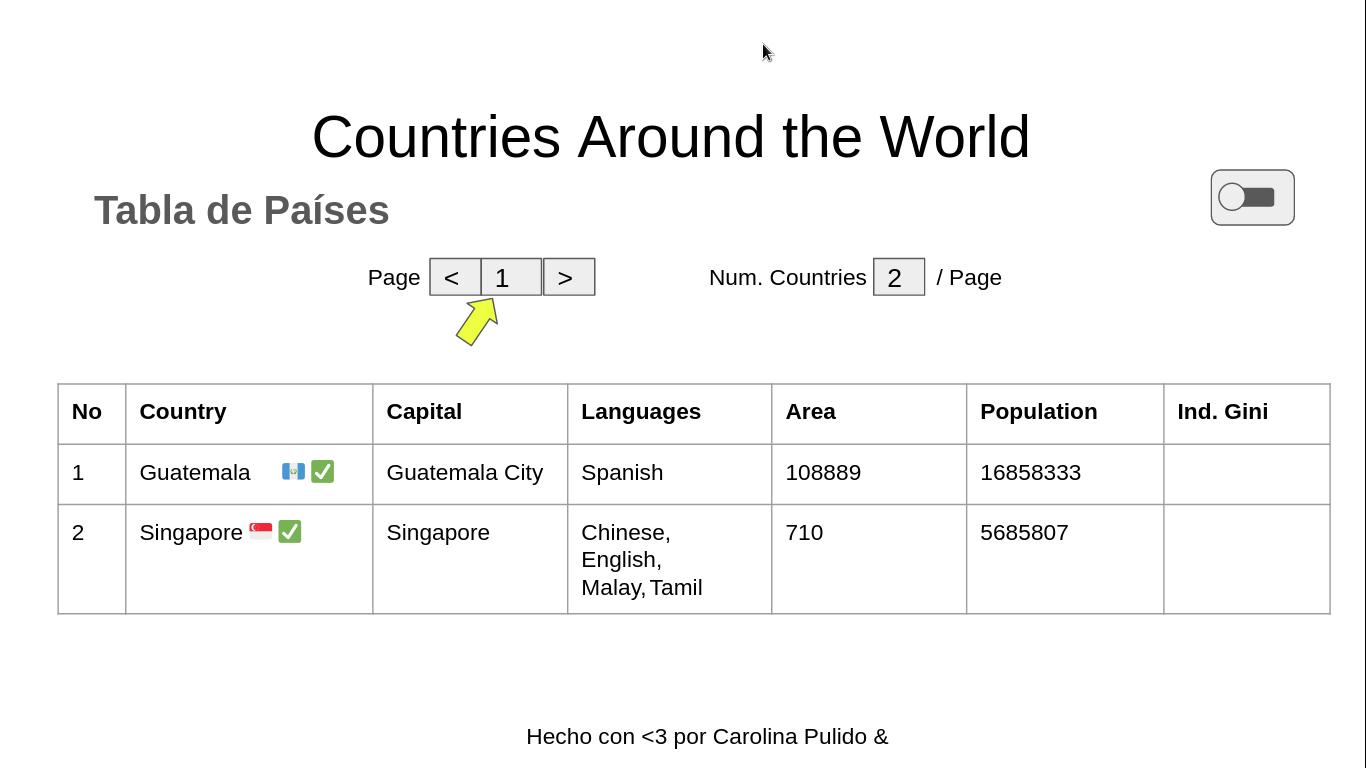 Countries Around the World
Tabla de Países
Page < 1 > Num. Countries 2 / Page
No Country Capital Languages Area Population Ind. Gini
1 Guatemala Guatemala City Spanish 108889 16858333
2 Singapore Singapore Chinese, 710 5685807
English,
Malay, Tamil
Hecho con <3 por Carolina Pulido &